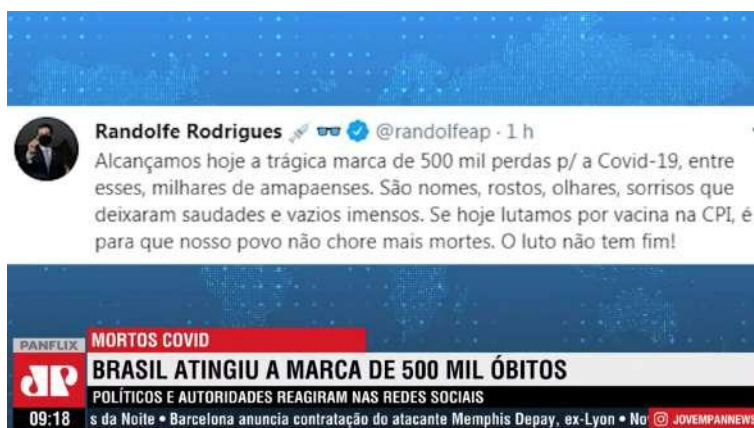 Randolfe Rodrigues @randolfeap · 1 h
Alcançamos hoje a trágica marca de 500 mil perdas p/ a Covid-19, entre
esses, milhares de amapaenses. São nomes, rostos, olhares, sorrisos que
deixaram saudades e vazios imensos. Se hoje lutamos por vacina na CPI, é
para que nosso povo não chore mais mortes. O luto não tem fim!
PANFLIX
MORTOS COVID
JP
BRASIL ATINGIU A MARCA DE 500 MIL ÓBITOS
POLÍTICOS E AUTORIDADES REAGIRAM NAS REDES SOCIAIS
09:18 s da Noite • Barcelona anuncia contratação do atacante Memphis Depay, ex-Lyon • No JOVEMPANNEWS